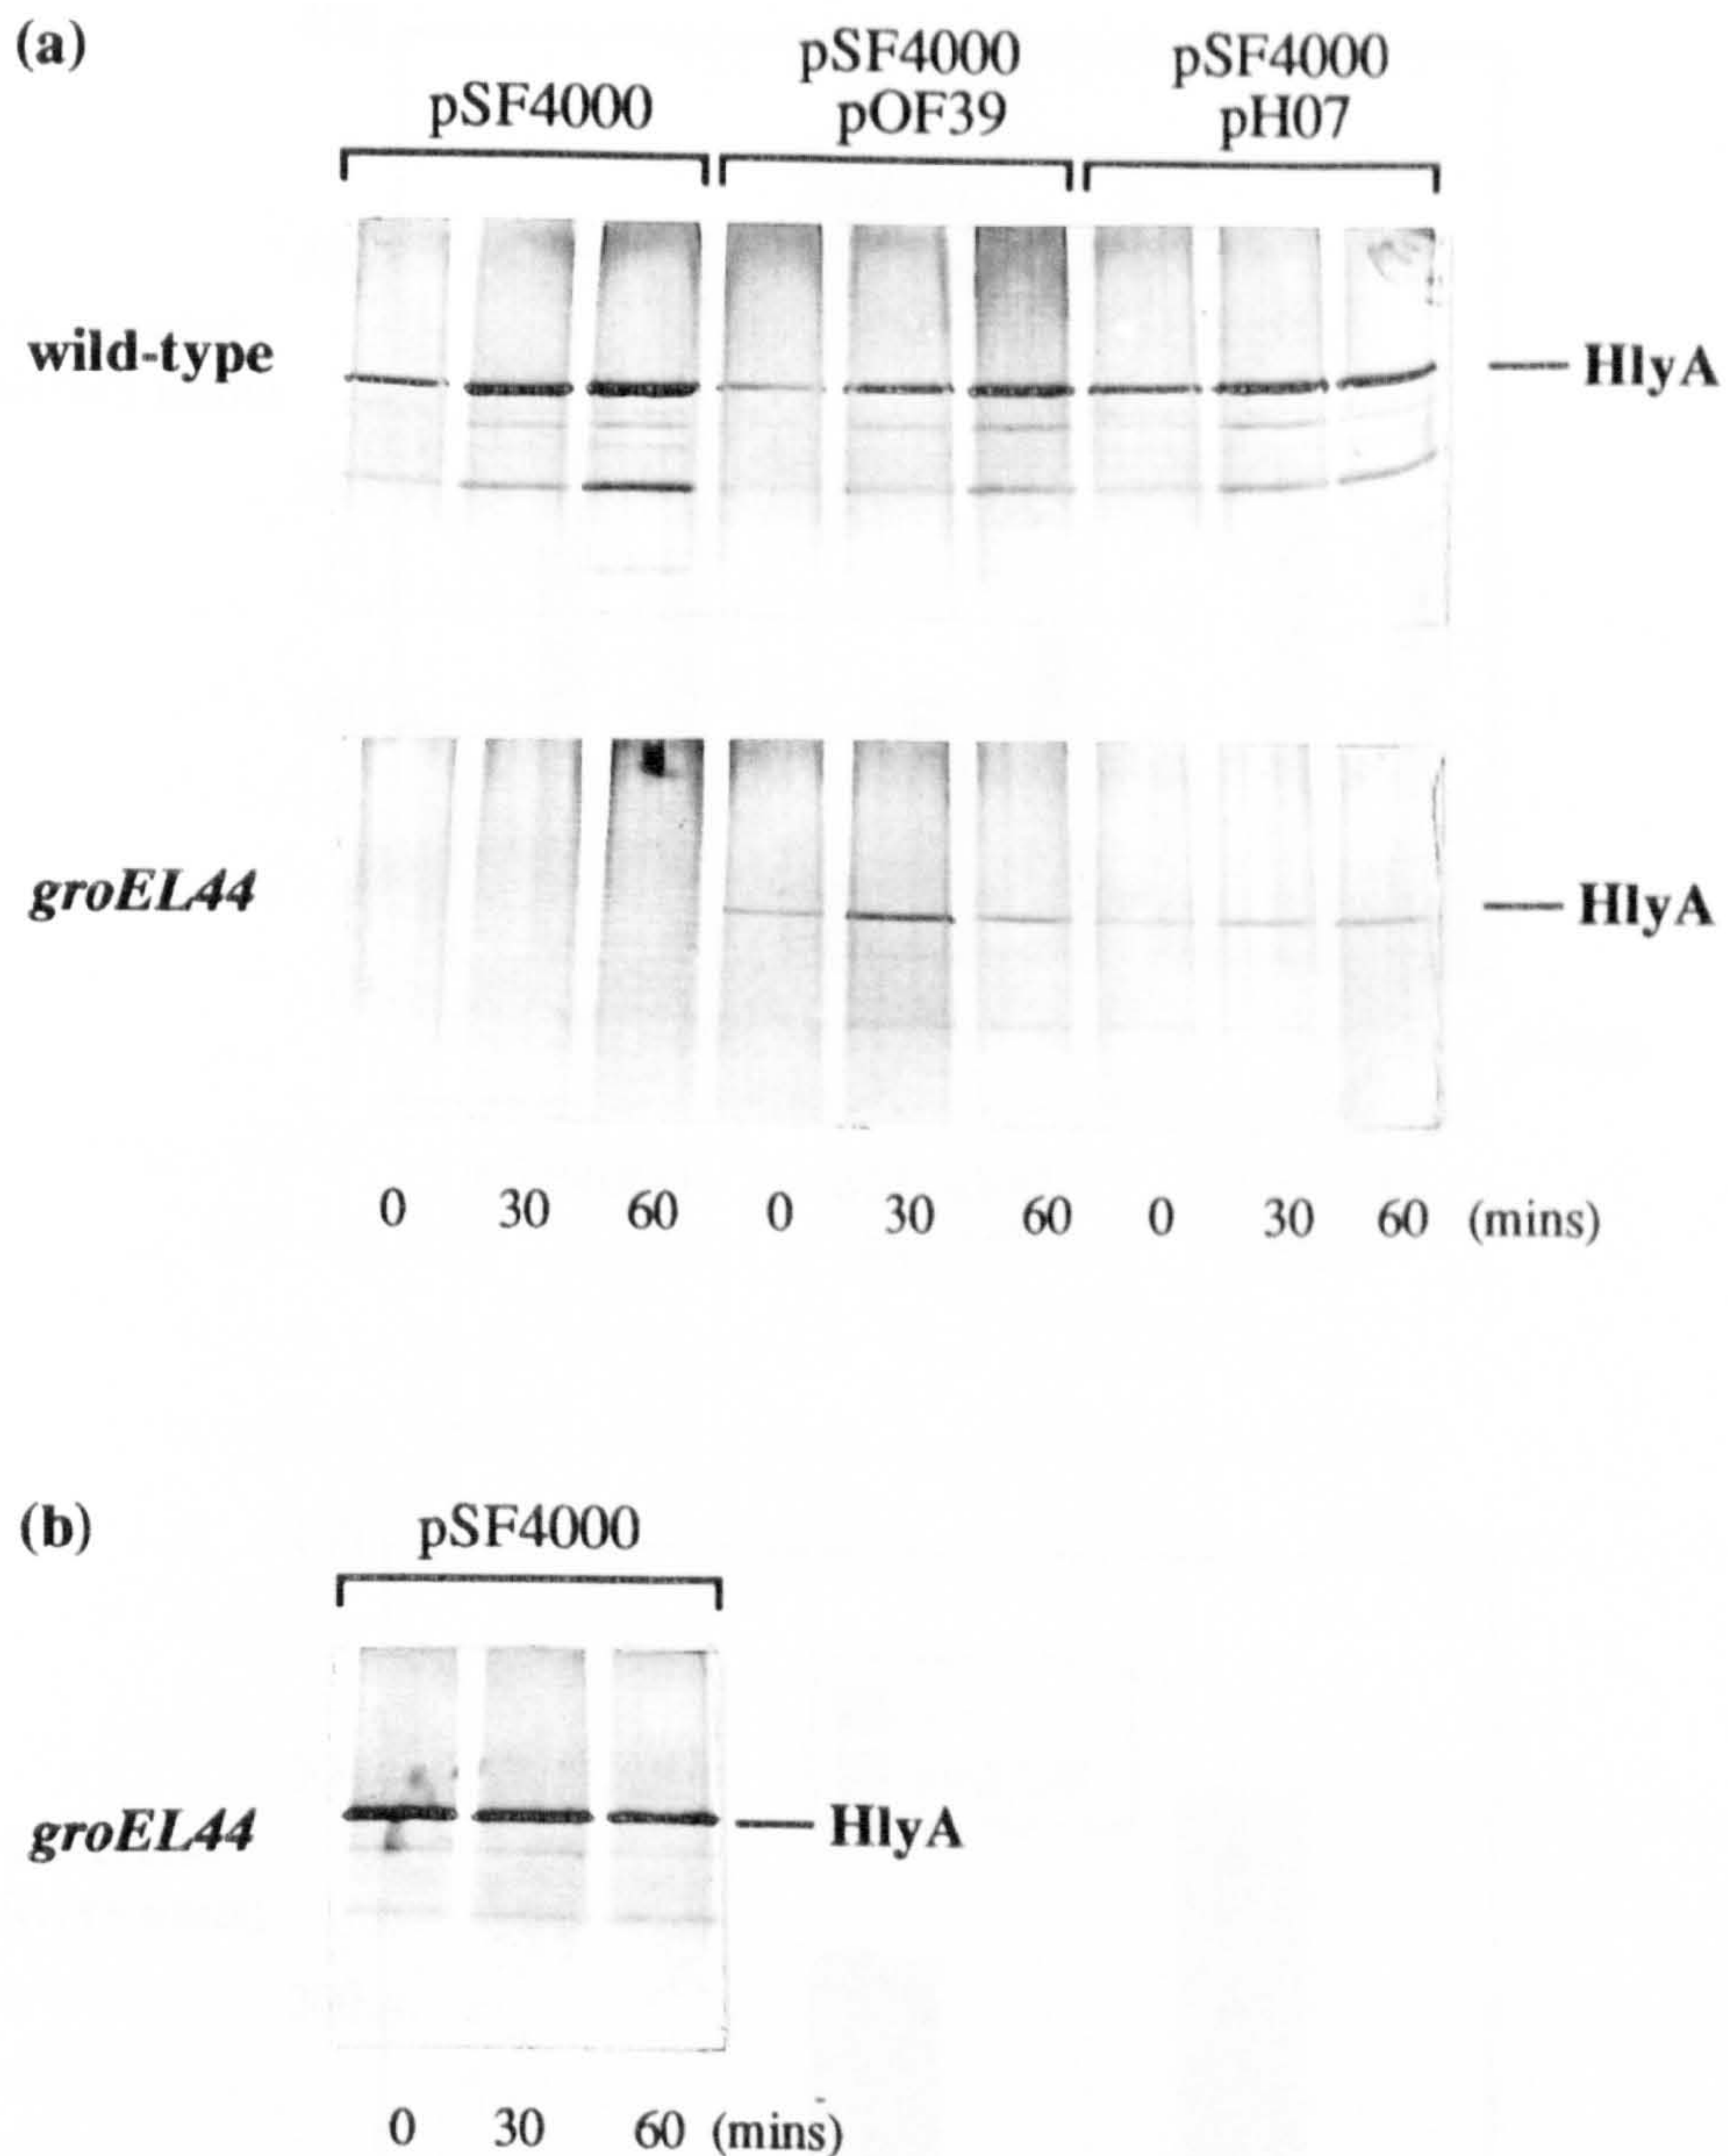 (a)
pSF4000
pSF4000
pOF39
pSF4000
pH07
wild-type
HlyA
groEL44
HlyA
0 30 60 0 30 60 0 30 60 (mins)
(b)
pSF4000
groEL44
HlyA
0 30 60 (mins)